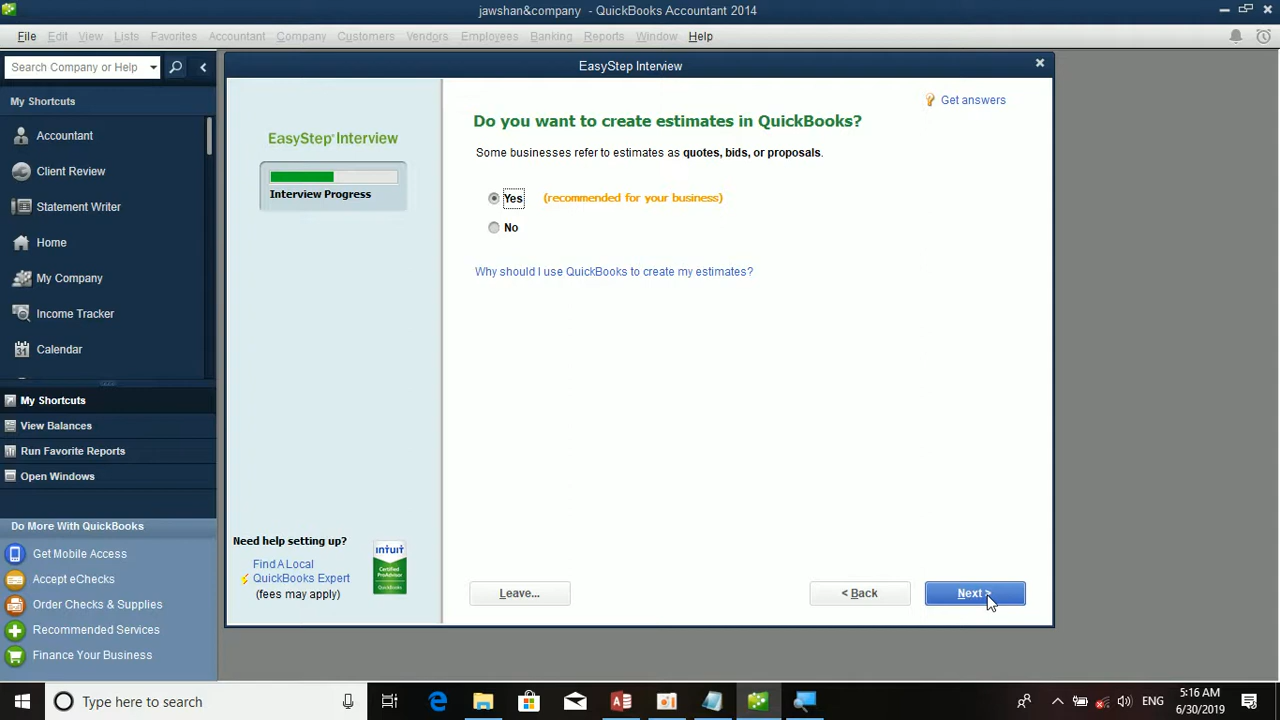 jawshan&company - QuickBooks Accountant 2014
File Edit View Lists Favorites Accountant Company Customers Vendors Employees Banking Reports Window Help
Search Company or Help
My Shortcuts
Accountant
Client Review
Statement Writer
Home
My Company
Income Tracker
Calendar
My Shortcuts
View Balances
Run Favorite Reports
Open Windows
Do More With QuickBooks
Get Mobile Access
Accept eChecks
Order Checks & Supplies
Recommended Services
Finance Your Business
EasyStep Interview
EasyStep Interview
Interview Progress
Need help setting up?
Find A Local
QuickBooks Expert
(fees may apply)
intuit
Certified
ProAdvisor
QuickBooks
Get answers
Do you want to create estimates in QuickBooks?
Some businesses refer to estimates as quotes, bids, or proposals.
Yes (recommended for your business)
No
Why should I use QuickBooks to create my estimates?
Leave...
< Back
Next >
Type here to search
ENG
5:16 AM
6/30/2019